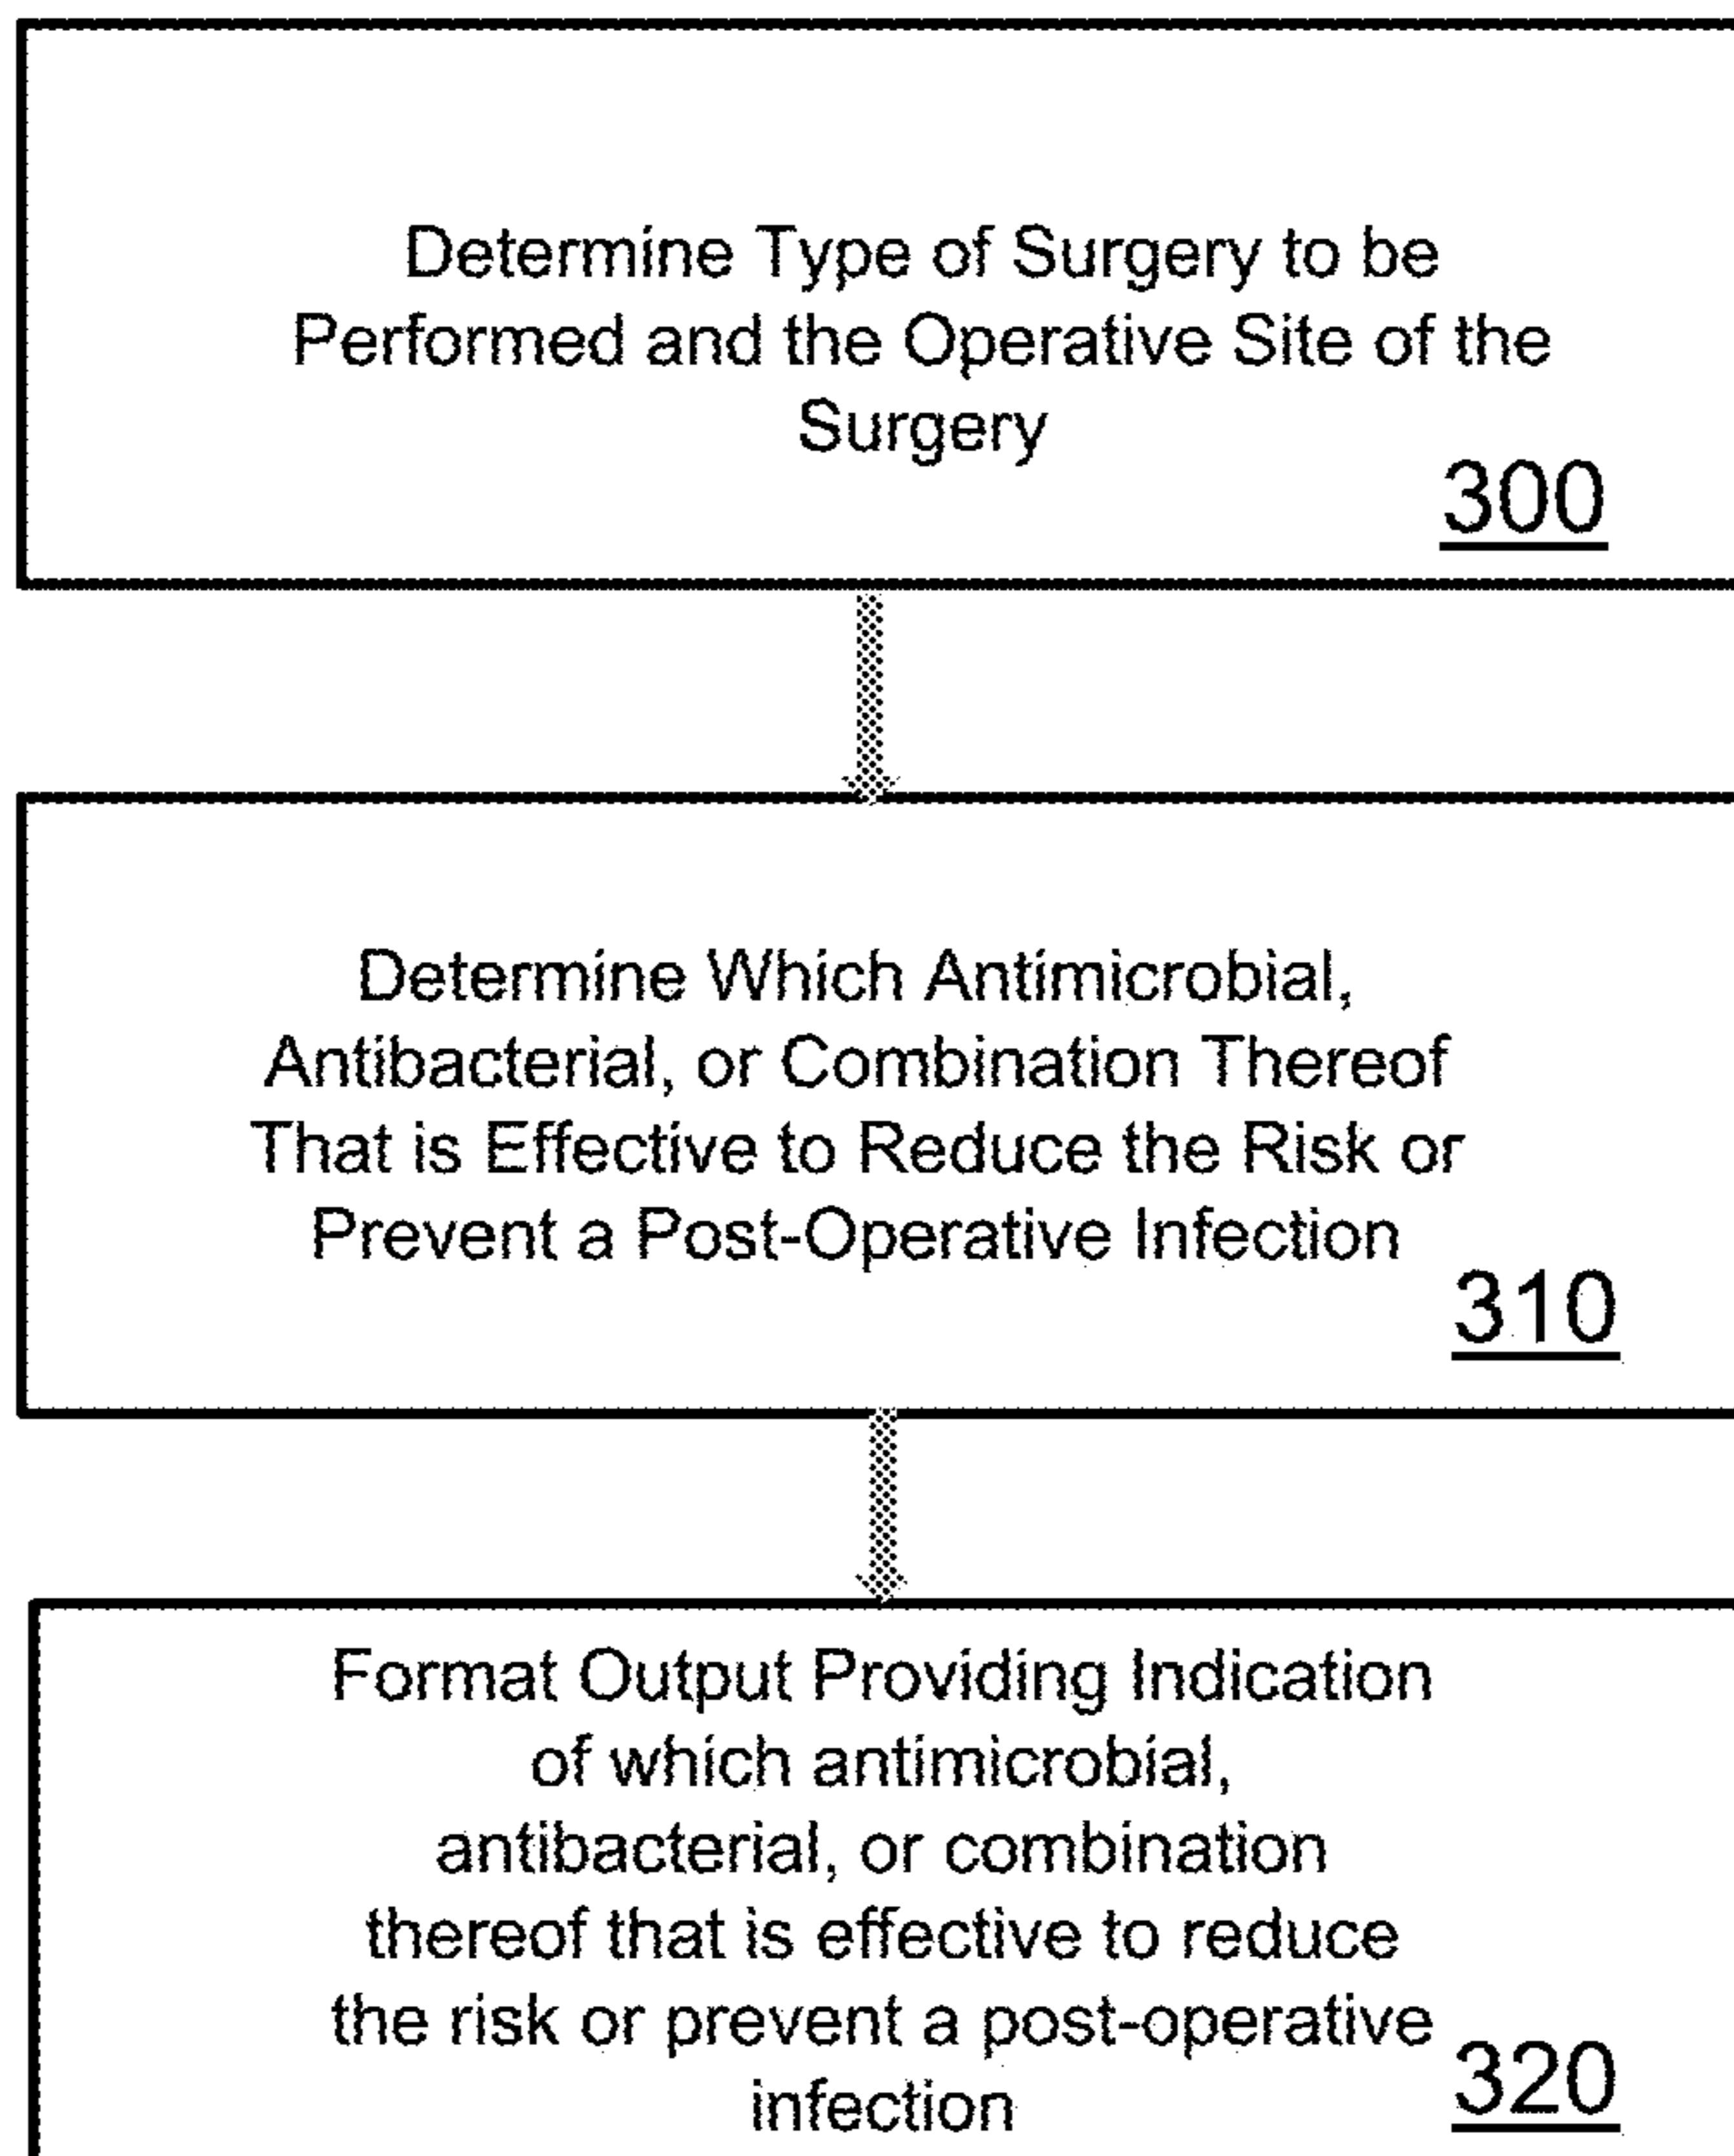 Determine Type of Surgery to be
Performed and the Operative Site of the
Surgery
300
Determine Which Antimicrobial,
Antibacterial, or Combination Thereof
That is Effective to Reduce the Risk or
Prevent a Post-Operative Infection
310
Format Output Providing Indication
of which antimicrobial,
antibacterial, or combination
thereof that is effective to reduce
the risk or prevent a post-operative
infection
320